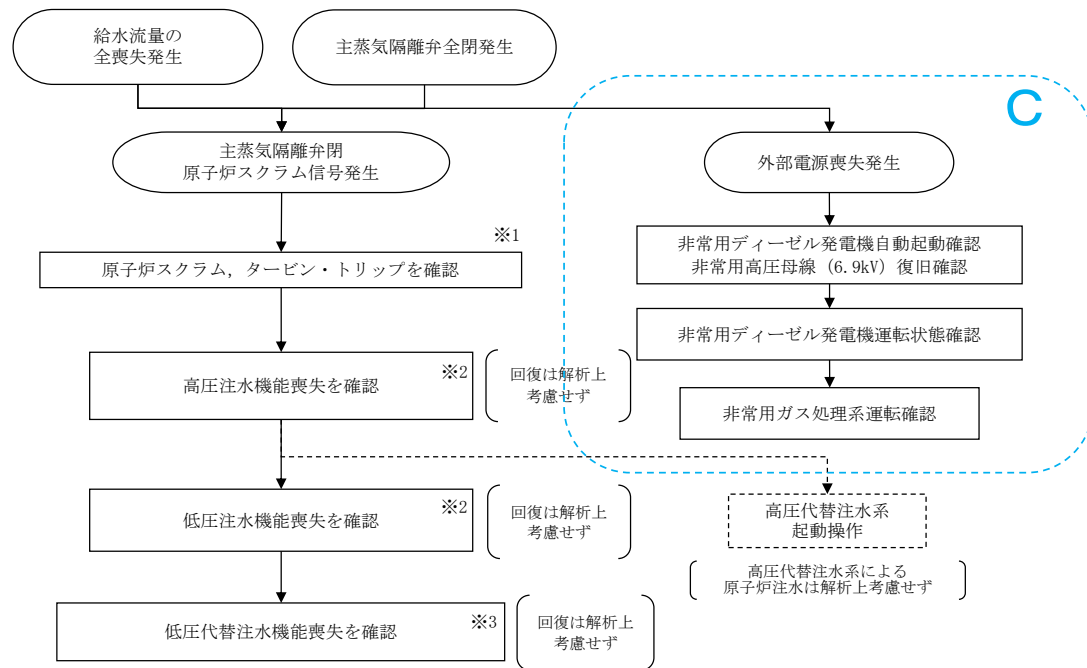 給水流量の
全喪失発生
主蒸気隔離弁全閉発生
C
主蒸気隔離弁閉
原子炉スクラム信号発生
外部電源喪失発生
※1
原子炉スクラム，タービン・トリップを確認
非常用ディーゼル発電機自動起動確認
非常用高圧母線（6.9kV）復旧確認
非常用ディーゼル発電機運転状態確認
高圧注水機能喪失を確認
※2
回復は解析上
考慮せず
非常用ガス処理系運転確認
低圧注水機能喪失を確認
※2
回復は解析上
考慮せず
高圧代替注水系
起動操作
高圧代替注水系による
原子炉注水は解析上考慮せず
低圧代替注水機能喪失を確認
※3
回復は解析上
考慮せず